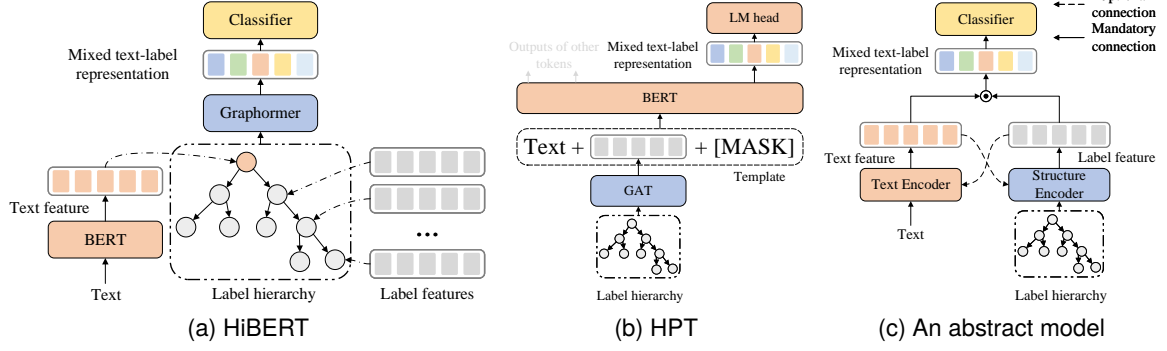 Classifier
Mixed text-label
representation
Graphormer
Text feature
BERT
Text
Label hierarchy
...
Label features
(a) HiBERT
LM head
Outputs of other
tokens
Mixed text-label
representation
BERT
Text + + [MASK]
Template
GAT
Label hierarchy
(b) HPT
connection
Mandatory
connection
Classifier
Mixed text-label
representation
Text feature
Label feature
Text Encoder
Structure
Encoder
Text
Label hierarchy
(c) An abstract model